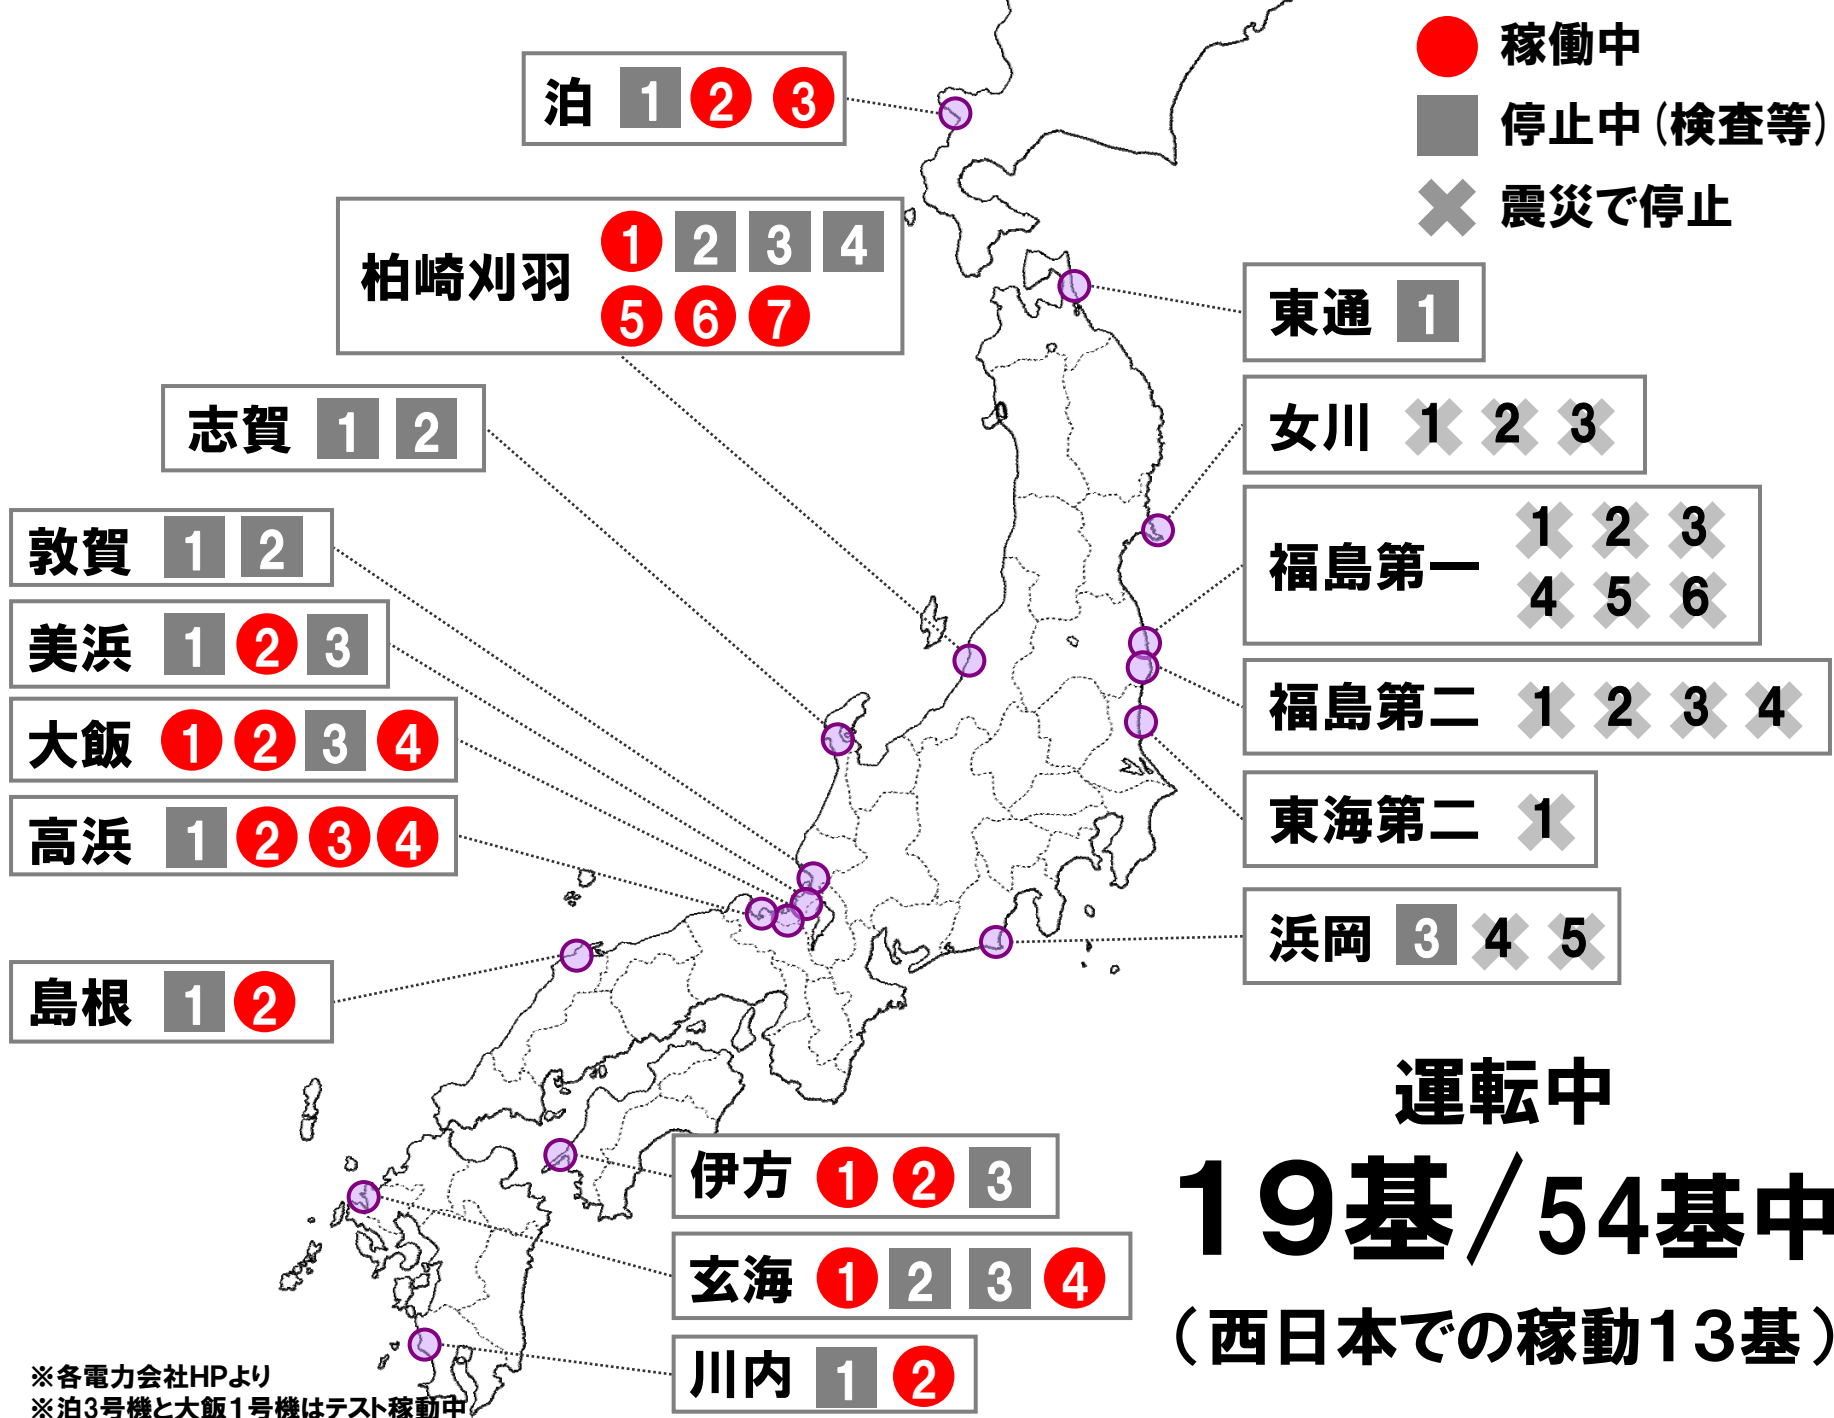 稼働中
停止中（検査等）
震災で停止
泊 1 2 3
柏崎刈羽 1 2 3 4
5 6 7
志賀 1 2
敦賀 1 2
美浜 1 2 3
大飯 1 2 3 4
高浜 1 2 3 4
島根 1 2
東通 1
女川 1 2 3
福島第一 1 2 3
4 5 6
福島第二 1 2 3 4
東海第二 1
浜岡 3 4 5
伊方 1 2 3
玄海 1 2 3 4
川内 1 2
運転中
19基/54基中
（西日本での稼動13基）
※各電力会社HPより
※泊3号機と大飯1号機はテスト稼動中